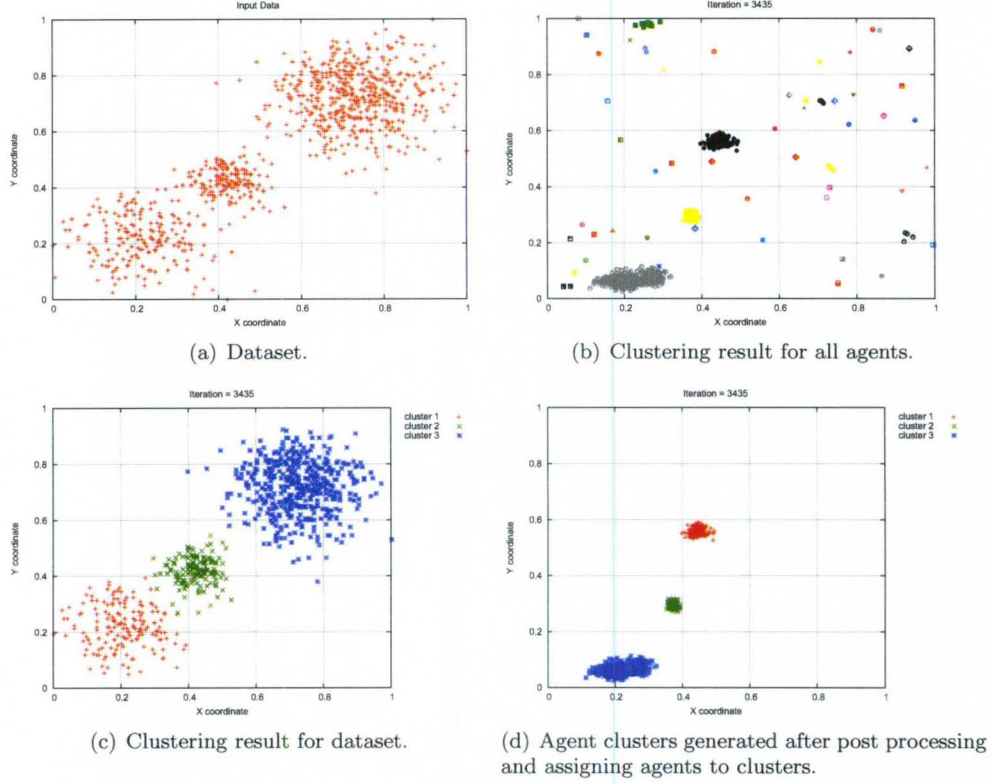 Input Data
1
0.8
0.6
0.4
0.2
0
0 0.2 0.4 0.6 0.8 1
Y coordinate
X coordinate
(a) Dataset.
Iteration = 3435
1
0.8
0.6
0.4
0.2
0
0 0.2 0.4 0.6 0.8 1
Y coordinate
X coordinate
(b) Clustering result for all agents.
Iteration = 3435
1
0.8
0.6
0.4
0.2
0
0 0.2 0.4 0.6 0.8 1
Y coordinate
X coordinate
cluster 1
cluster 2
cluster 3
(c) Clustering result for dataset.
Iteration = 3435
1
0.8
0.6
0.4
0.2
0
0 0.2 0.4 0.6 0.8 1
Y coordinate
X coordinate
cluster 1
cluster 2
cluster 3
(d) Agent clusters generated after post processing
and assigning agents to clusters.